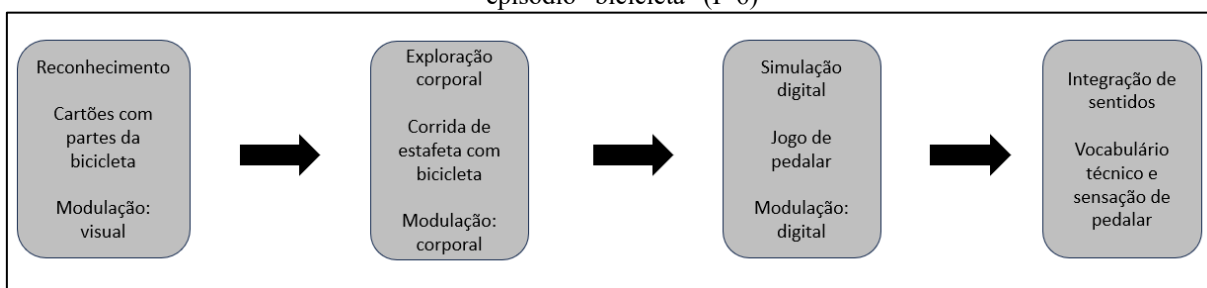 episódio "bicicleta" (P6)
Reconhecimento
Cartões com
partes da
bicicleta
Modulação:
visual
Exploração
corporal
Corrida de
estafeta com
bicicleta
Modulação:
corporal
Simulação
digital
Jogo de
pedalar
Modulação:
digital
Integração de
sentidos
Vocabulário
técnico e
sensação de
pedalar